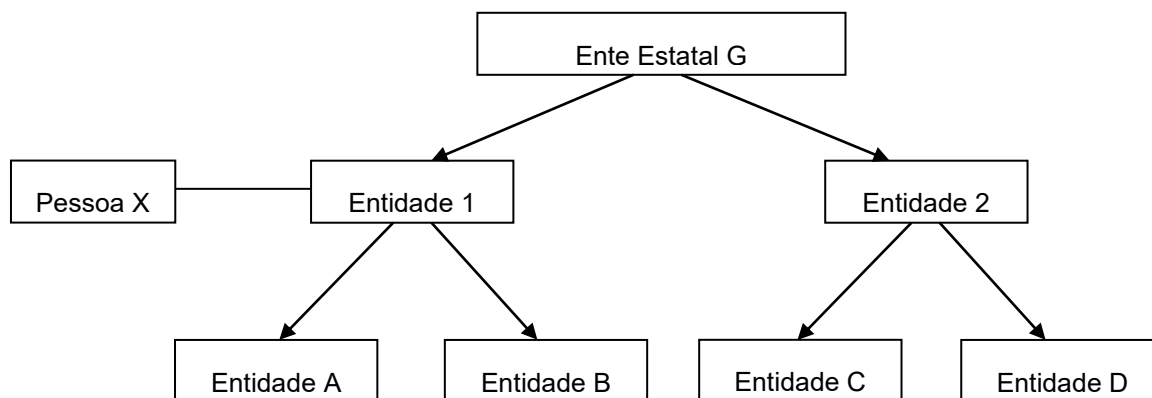 Ente Estatal G
Pessoa X
Entidade 1
Entidade 2
Entidade A
Entidade B
Entidade C
Entidade D